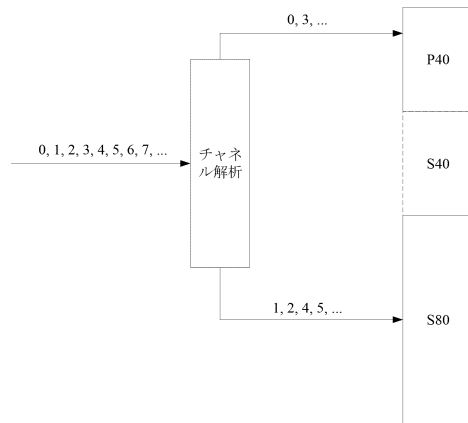 0, 3, ...
P40
0, 1, 2, 3, 4, 5, 6, 7, ...
チャネ
ル解析
S40
1, 2, 4, 5, ...
S80